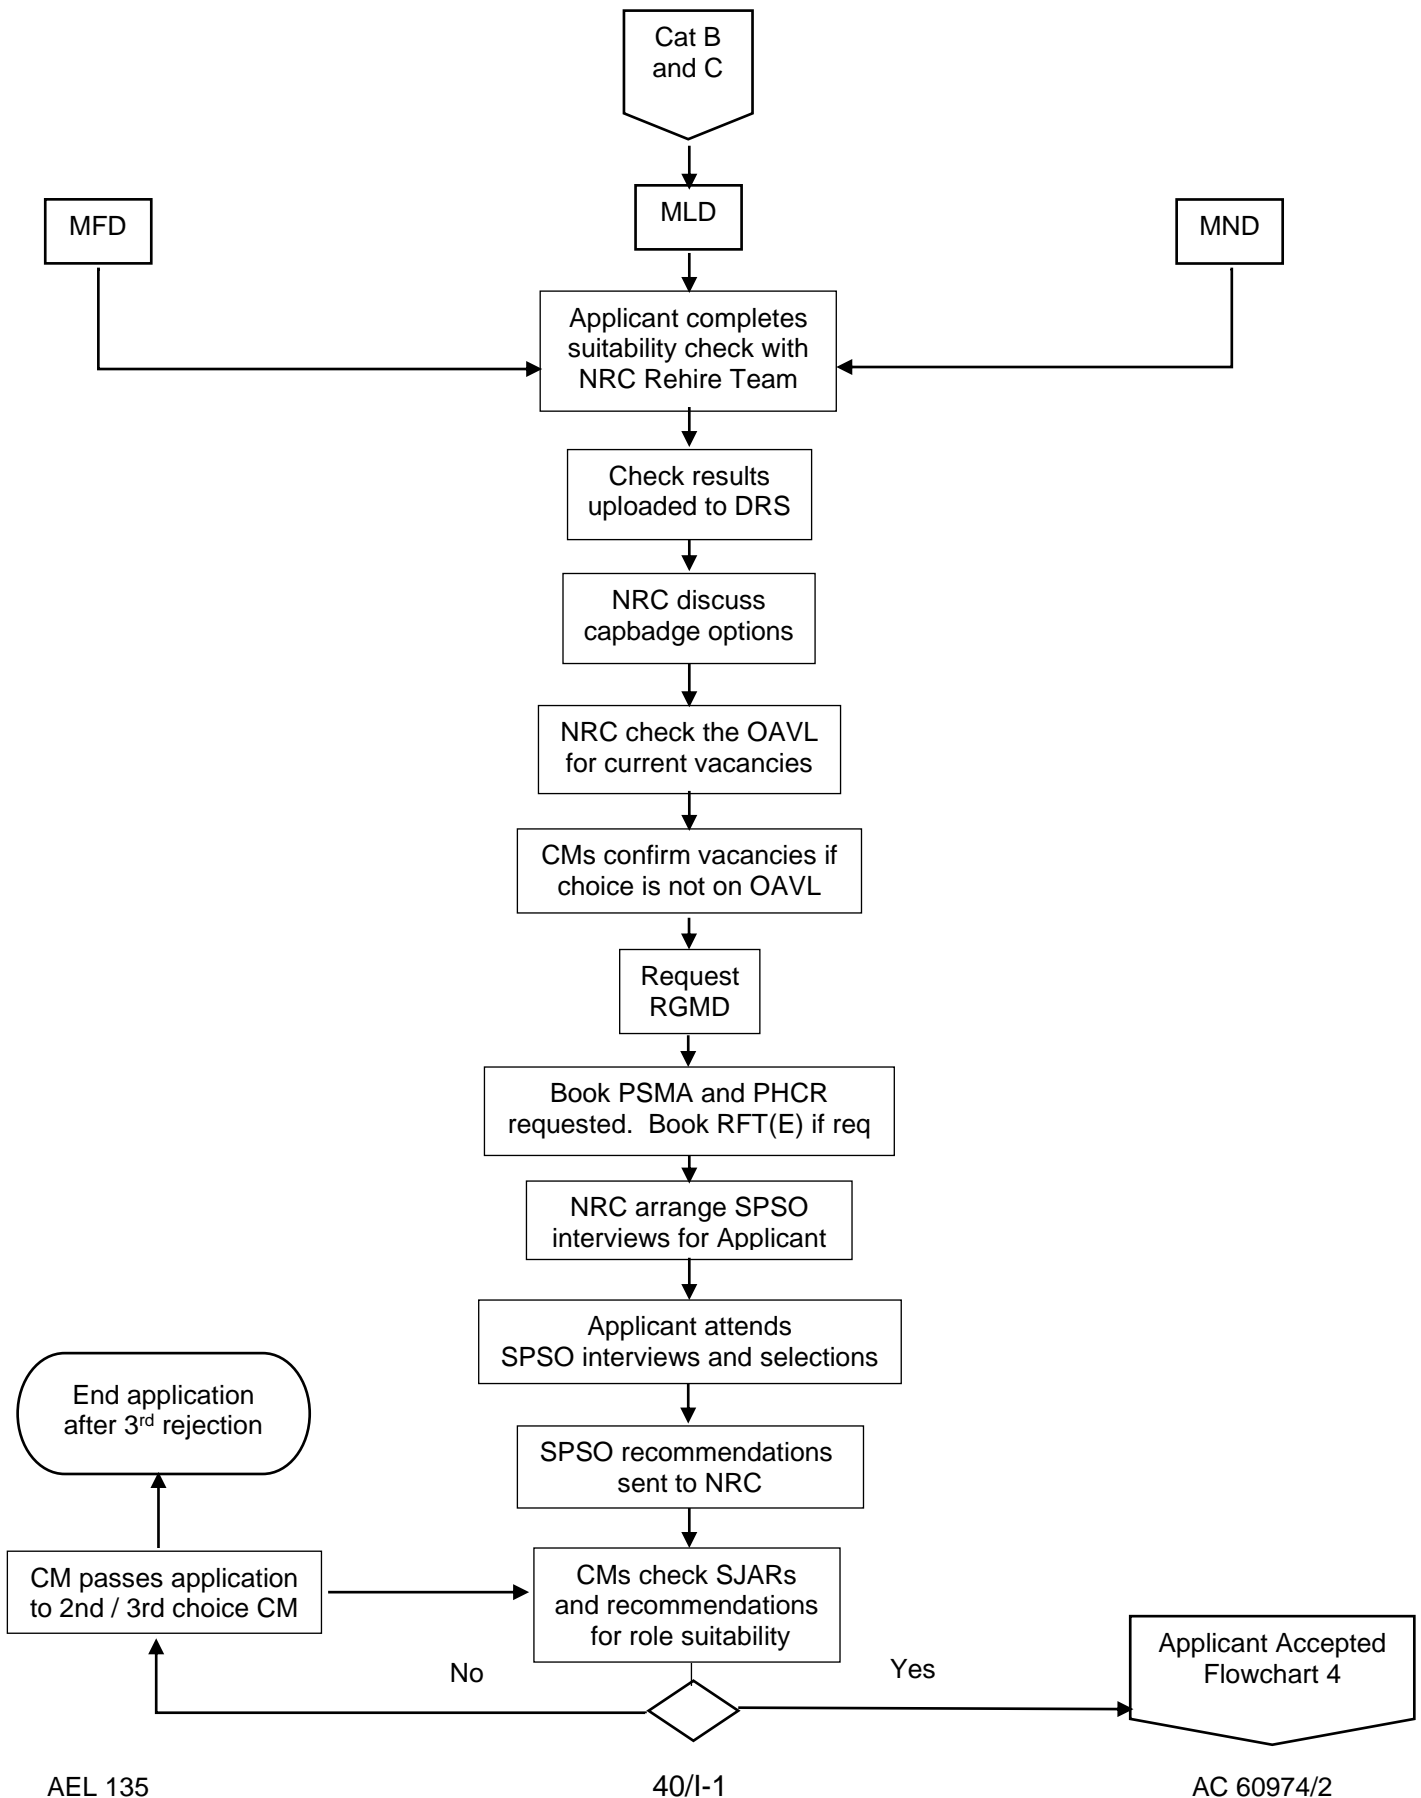 Cat B
and C
MFD
MLD
MND
Applicant completes
suitability check with
NRC Rehire Team
Check results
uploaded to DRS
NRC discuss
capbadge options
NRC check the OAVL
for current vacancies
CMs confirm vacancies if
choice is not on OAVL
Request
RGMD
Book PSMA and PHCR
requested.  Book RFT(E) if req
NRC arrange SPSO
interviews for Applicant
Applicant attends
SPSO interviews and selections
End application
after 3rd rejection
SPSO recommendations
sent to NRC
CM passes application
to 2nd / 3rd choice CM
CMs check SJARs
and recommendations
for role suitability
No
Yes
Applicant Accepted
Flowchart 4
AEL 135
40/I-1
AC 60974/2